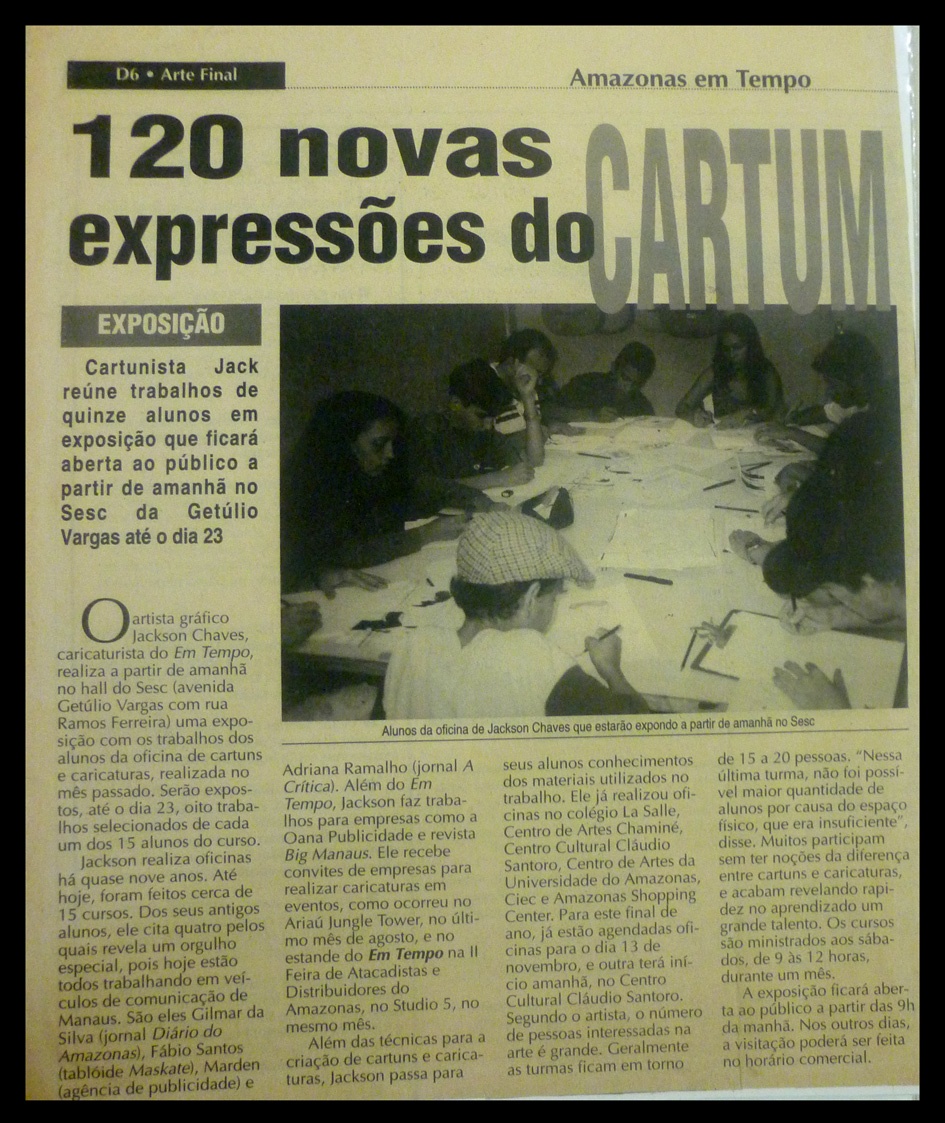 D6 • Arte Final
Amazonas em Tempo
120 novas
expressões do CARTUM
EXPOSIÇÃO
Cartunista Jack
reúne trabalhos de
quinze alunos em
exposição que ficará
aberta ao público a
partir de amanhã no
Sesc da Getúlio
Vargas até o dia 23
Alunos da oficina de Jackson Chaves que estarão expondo a partir de amanhã no Sesc
O artista gráfico
Jackson Chaves,
caricaturista do Em Tempo,
realiza a partir de amanhã
no hall do Sesc (avenida
Getúlio Vargas com rua
Ramos Ferreira) uma expo-
sição com os trabalhos dos
alunos da oficina de cartuns
e caricaturas, realizada no
mês passado. Serão expos-
tos, até o dia 23, oito traba-
lhos selecionados de cada
um dos 15 alunos do curso.
Jackson realiza oficinas
há quase nove anos. Até
hoje, foram feitos cerca de
15 cursos. Dos seus antigos
alunos, ele cita quatro pelos
quais revela um orgulho
especial, pois hoje estão
todos trabalhando em veí-
culos de comunicação de
Manaus. São eles Gilmar da
Silva (jornal Diário do
Amazonas), Fábio Santos
(tablóide Maskate), Marden
(agência de publicidade) e
Adriana Ramalho (jornal A
Crítica). Além do Em
Tempo, Jackson faz traba-
lhos para empresas como a
Oana Publicidade e revista
Big Manaus. Ele recebe
convites de empresas para
realizar caricaturas em
eventos, como ocorreu no
Ariaú Jungle Tower, no últi-
mo mês de agosto, e no
estande do Em Tempo na II
Feira de Atacadistas e
Distribuidores do
Amazonas, no Studio 5, no
mesmo mês.
Além das técnicas para a
criação de cartuns e carica-
turas, Jackson passa para
seus alunos conhecimentos
dos materiais utilizados no
trabalho. Ele já realizou ofi-
cinas no colégio La Salle,
Centro de Artes Chaminé,
Centro Cultural Cláudio
Santoro, Centro de Artes da
Universidade do Amazonas,
Ciec e Amazonas Shopping
Center. Para este final de
ano, já estão agendadas ofi-
cinas para o dia 13 de
novembro, e outra terá iní-
cio amanhã, no Centro
Cultural Cláudio Santoro.
Segundo o artista, o número
de pessoas interessadas na
arte é grande. Geralmente
as turmas ficam em torno
de 15 a 20 pessoas. “Nessa
última turma, não foi possí-
vel maior quantidade de
alunos por causa do espaço
físico, que era insuficiente”,
disse. Muitos participam
sem ter noções da diferença
entre cartuns e caricaturas,
e acabam revelando rapi-
dez no aprendizado um
grande talento. Os cursos
são ministrados aos sába-
dos, de 9 às 12 horas,
durante um mês.
A exposição ficará aber-
ta ao público a partir das 9h
da manhã. Nos outros dias,
a visitação poderá ser feita
no horário comercial.